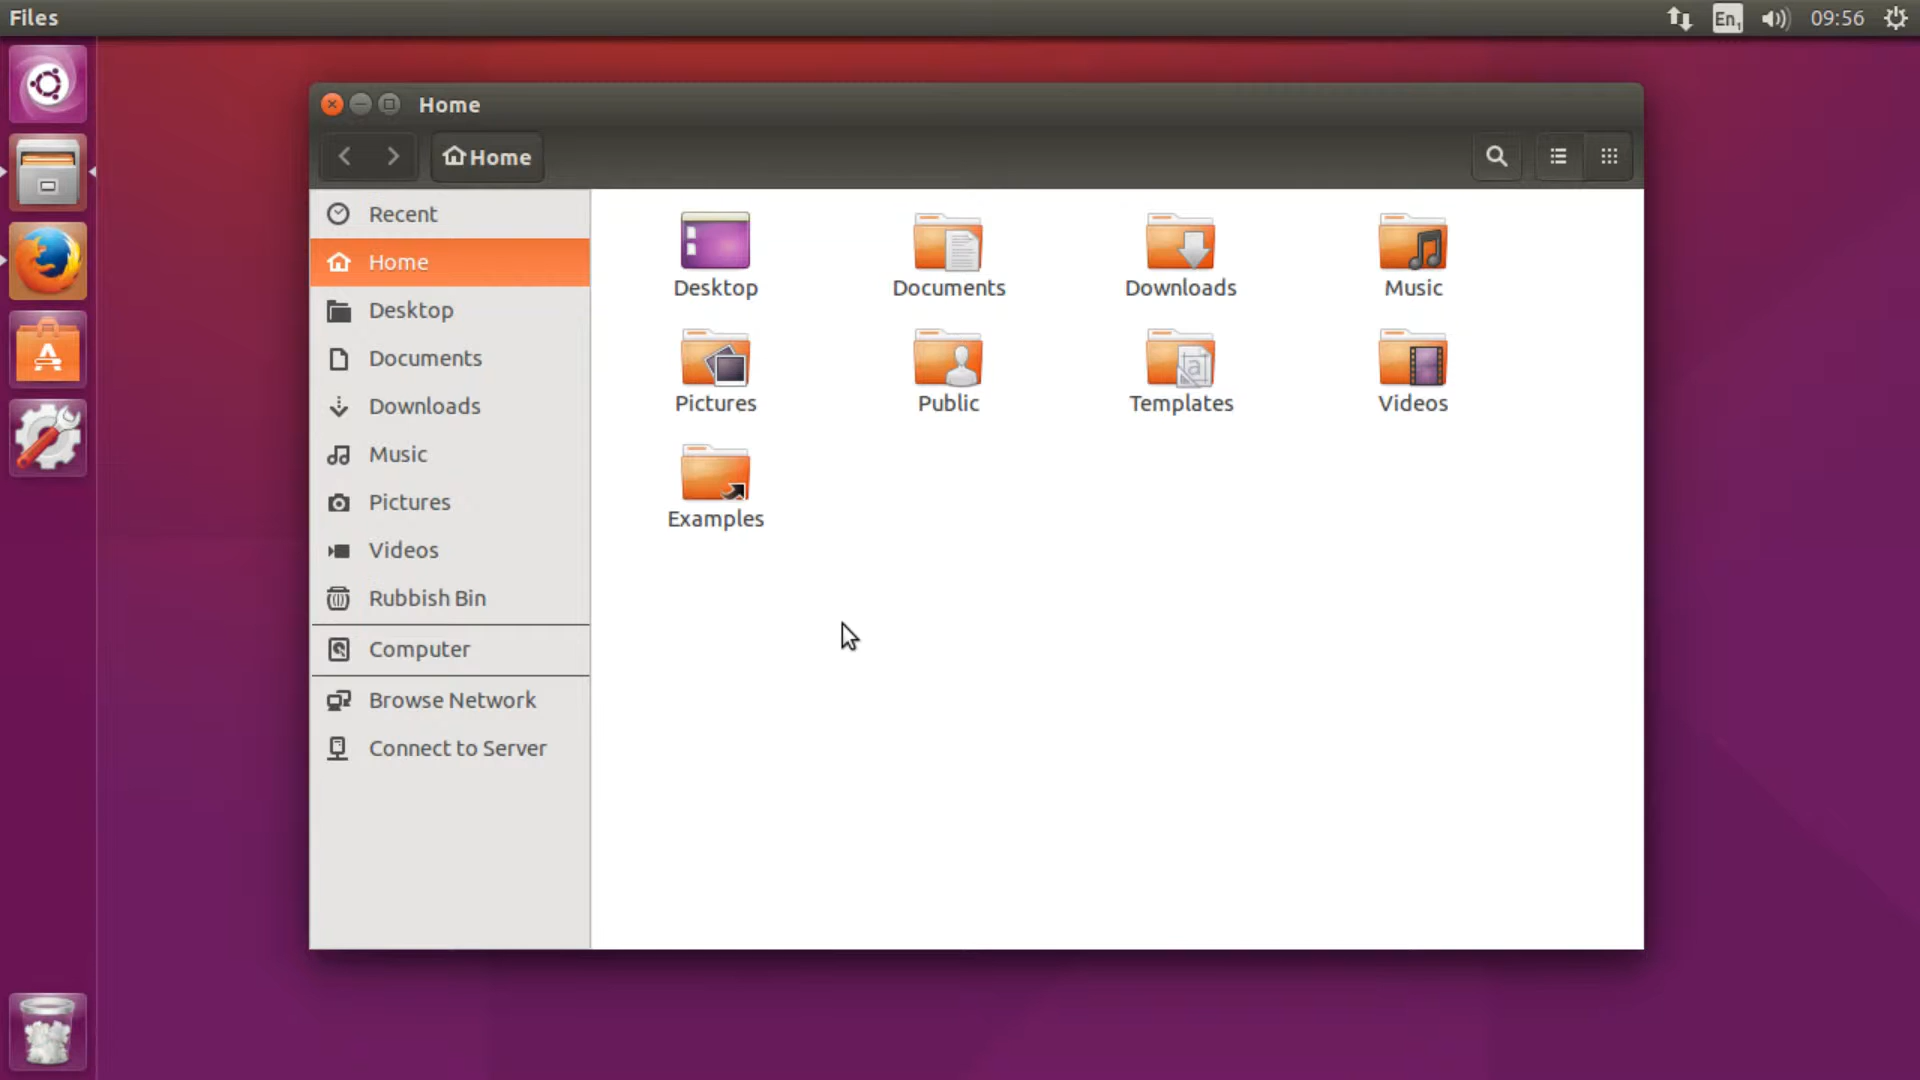 Files
En1
09:56
Home
Home
Recent
Home
Desktop
Documents
Downloads
Music
Pictures
Videos
Rubbish Bin
Computer
Browse Network
Connect to Server
Desktop
Documents
Downloads
Music
Pictures
Public
Templates
Videos
Examples